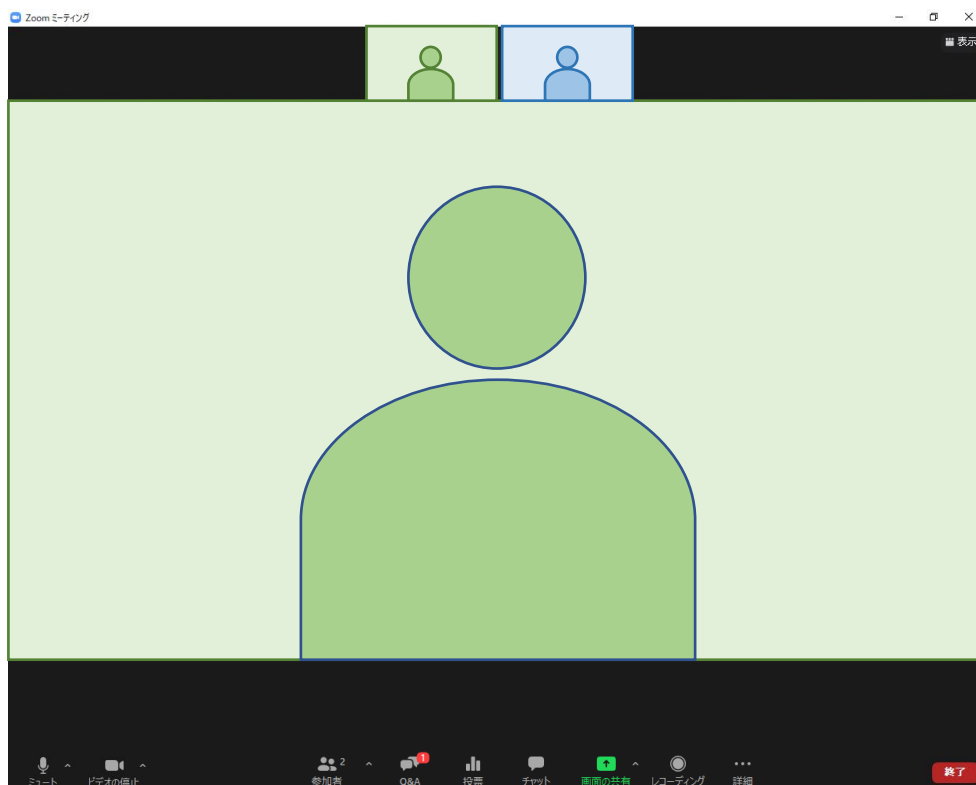 Zoom ミーティング
表示
2
1
ミュート
ビデオの停止
参加者
Q&A
投票
チャット
画面の共有
レコーディング
詳細
終了